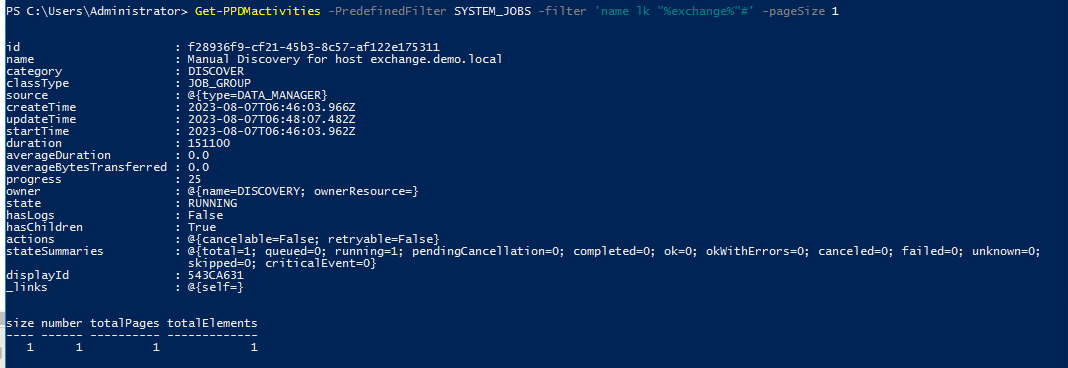 PS C:\Users\Administrator> Get-PPDMactivities -PredefinedFilter SYSTEM_JOBS -filter 'name lk "%exchange%"#' -pageSize 1
id : f28936f9-cf21-45b3-8c57-af122e175311
name : Manual Discovery for host exchange.demo.local
category : DISCOVER
classType : JOB_GROUP
source : @{type=DATA_MANAGER}
createTime : 2023-08-07T06:46:03.966Z
updateTime : 2023-08-07T06:48:07.482Z
startTime : 2023-08-07T06:46:03.962Z
duration : 151100
averageDuration : 0.0
averageBytesTransferred : 0.0
progress : 25
owner : @{name=DISCOVERY; ownerResource=}
state : RUNNING
hasLogs : False
hasChildren : True
actions : @{cancelable=False; retryable=False}
stateSummaries : @{total=1; queued=0; running=1; pendingCancellation=0; completed=0; ok=0; okWithErrors=0; canceled=0; failed=0; unknown=0;
skipped=0; criticalEvent=0}
displayId : 543CA631
_links : @{self=}
size number totalPages totalElements
---- ------ ---------- -------------
1 1 1 1